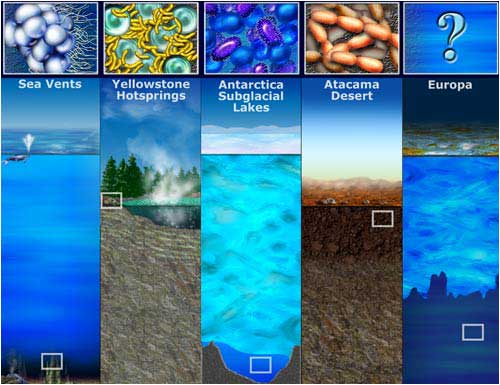 ?
Sea Vents
Yellowstone
Hotsprings
Antarctica
Subglacial
Lakes
Atacama
Desert
Europa